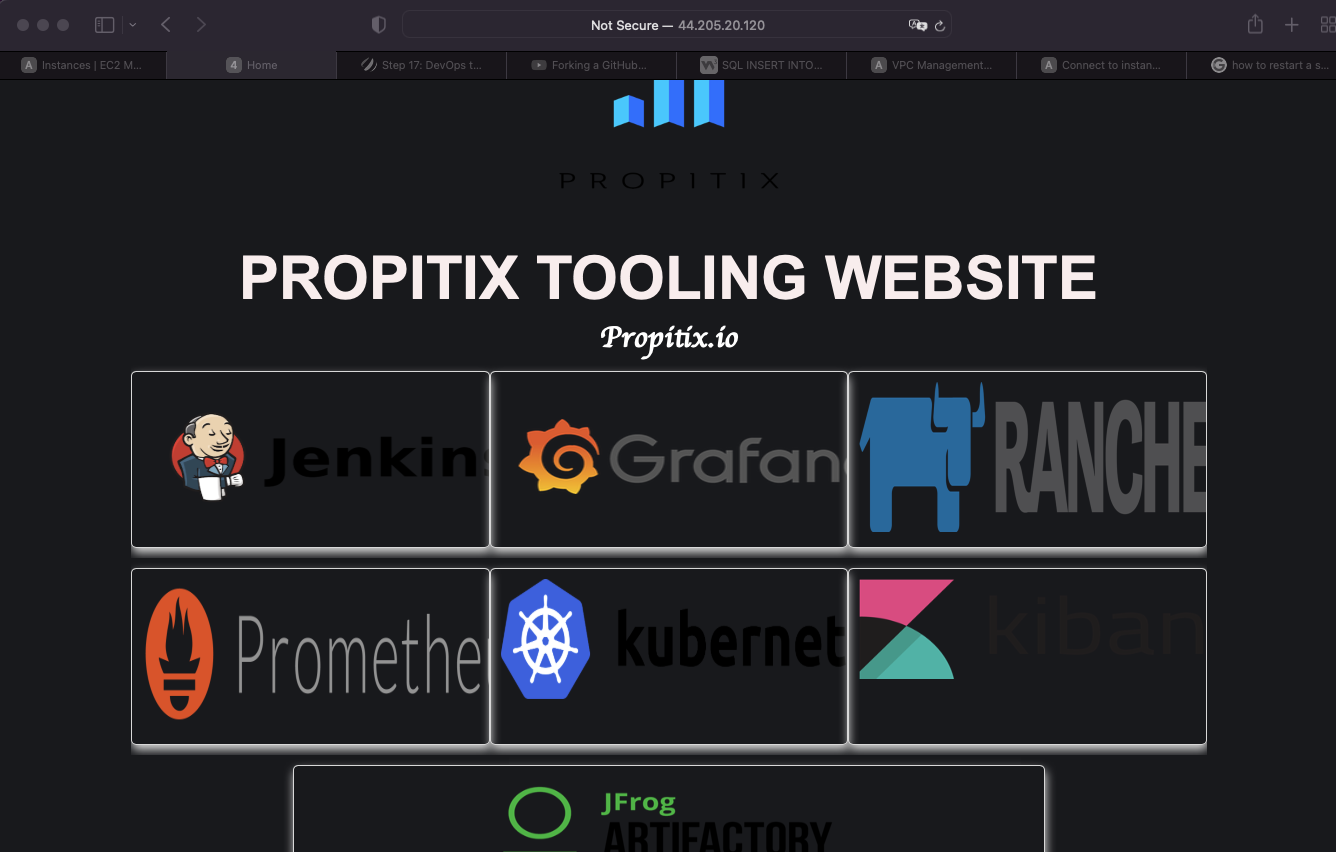 Not Secure — 44.205.20.120
Instances | EC2 M...
Home
Step 17: DevOps t...
Forking a GitHub...
SQL INSERT INTO...
VPC Management...
Connect to instan...
how to restart a s...
PROPITIX
PROPITIX TOOLING WEBSITE
Propitix.io
Jenkins
Grafan
RANCHE
Promethe
kubernet
kiban
JFrog
ARTIFACTORY